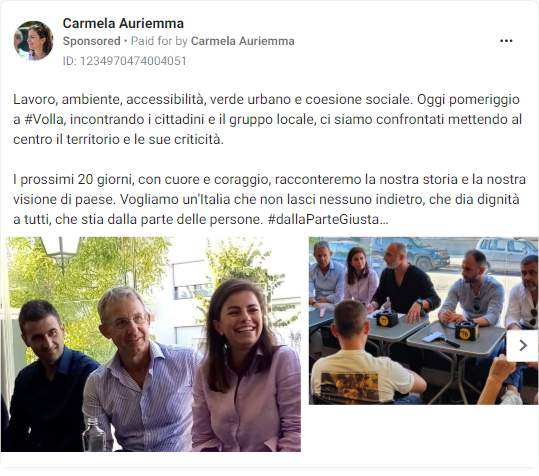 Carmela Auriemma
Sponsored • Paid for by Carmela Auriemma
ID: 1234970474004051
Lavoro, ambiente, accessibilità, verde urbano e coesione sociale. Oggi pomeriggio
a #Volla, incontrando i cittadini e il gruppo locale, ci siamo confrontati mettendo al
centro il territorio e le sue criticità.
I prossimi 20 giorni, con cuore e coraggio, racconteremo la nostra storia e la nostra
visione di paese. Vogliamo un’Italia che non lasci nessuno indietro, che dia dignità
a tutti, che stia dalla parte delle persone. #dallaParteGiusta...